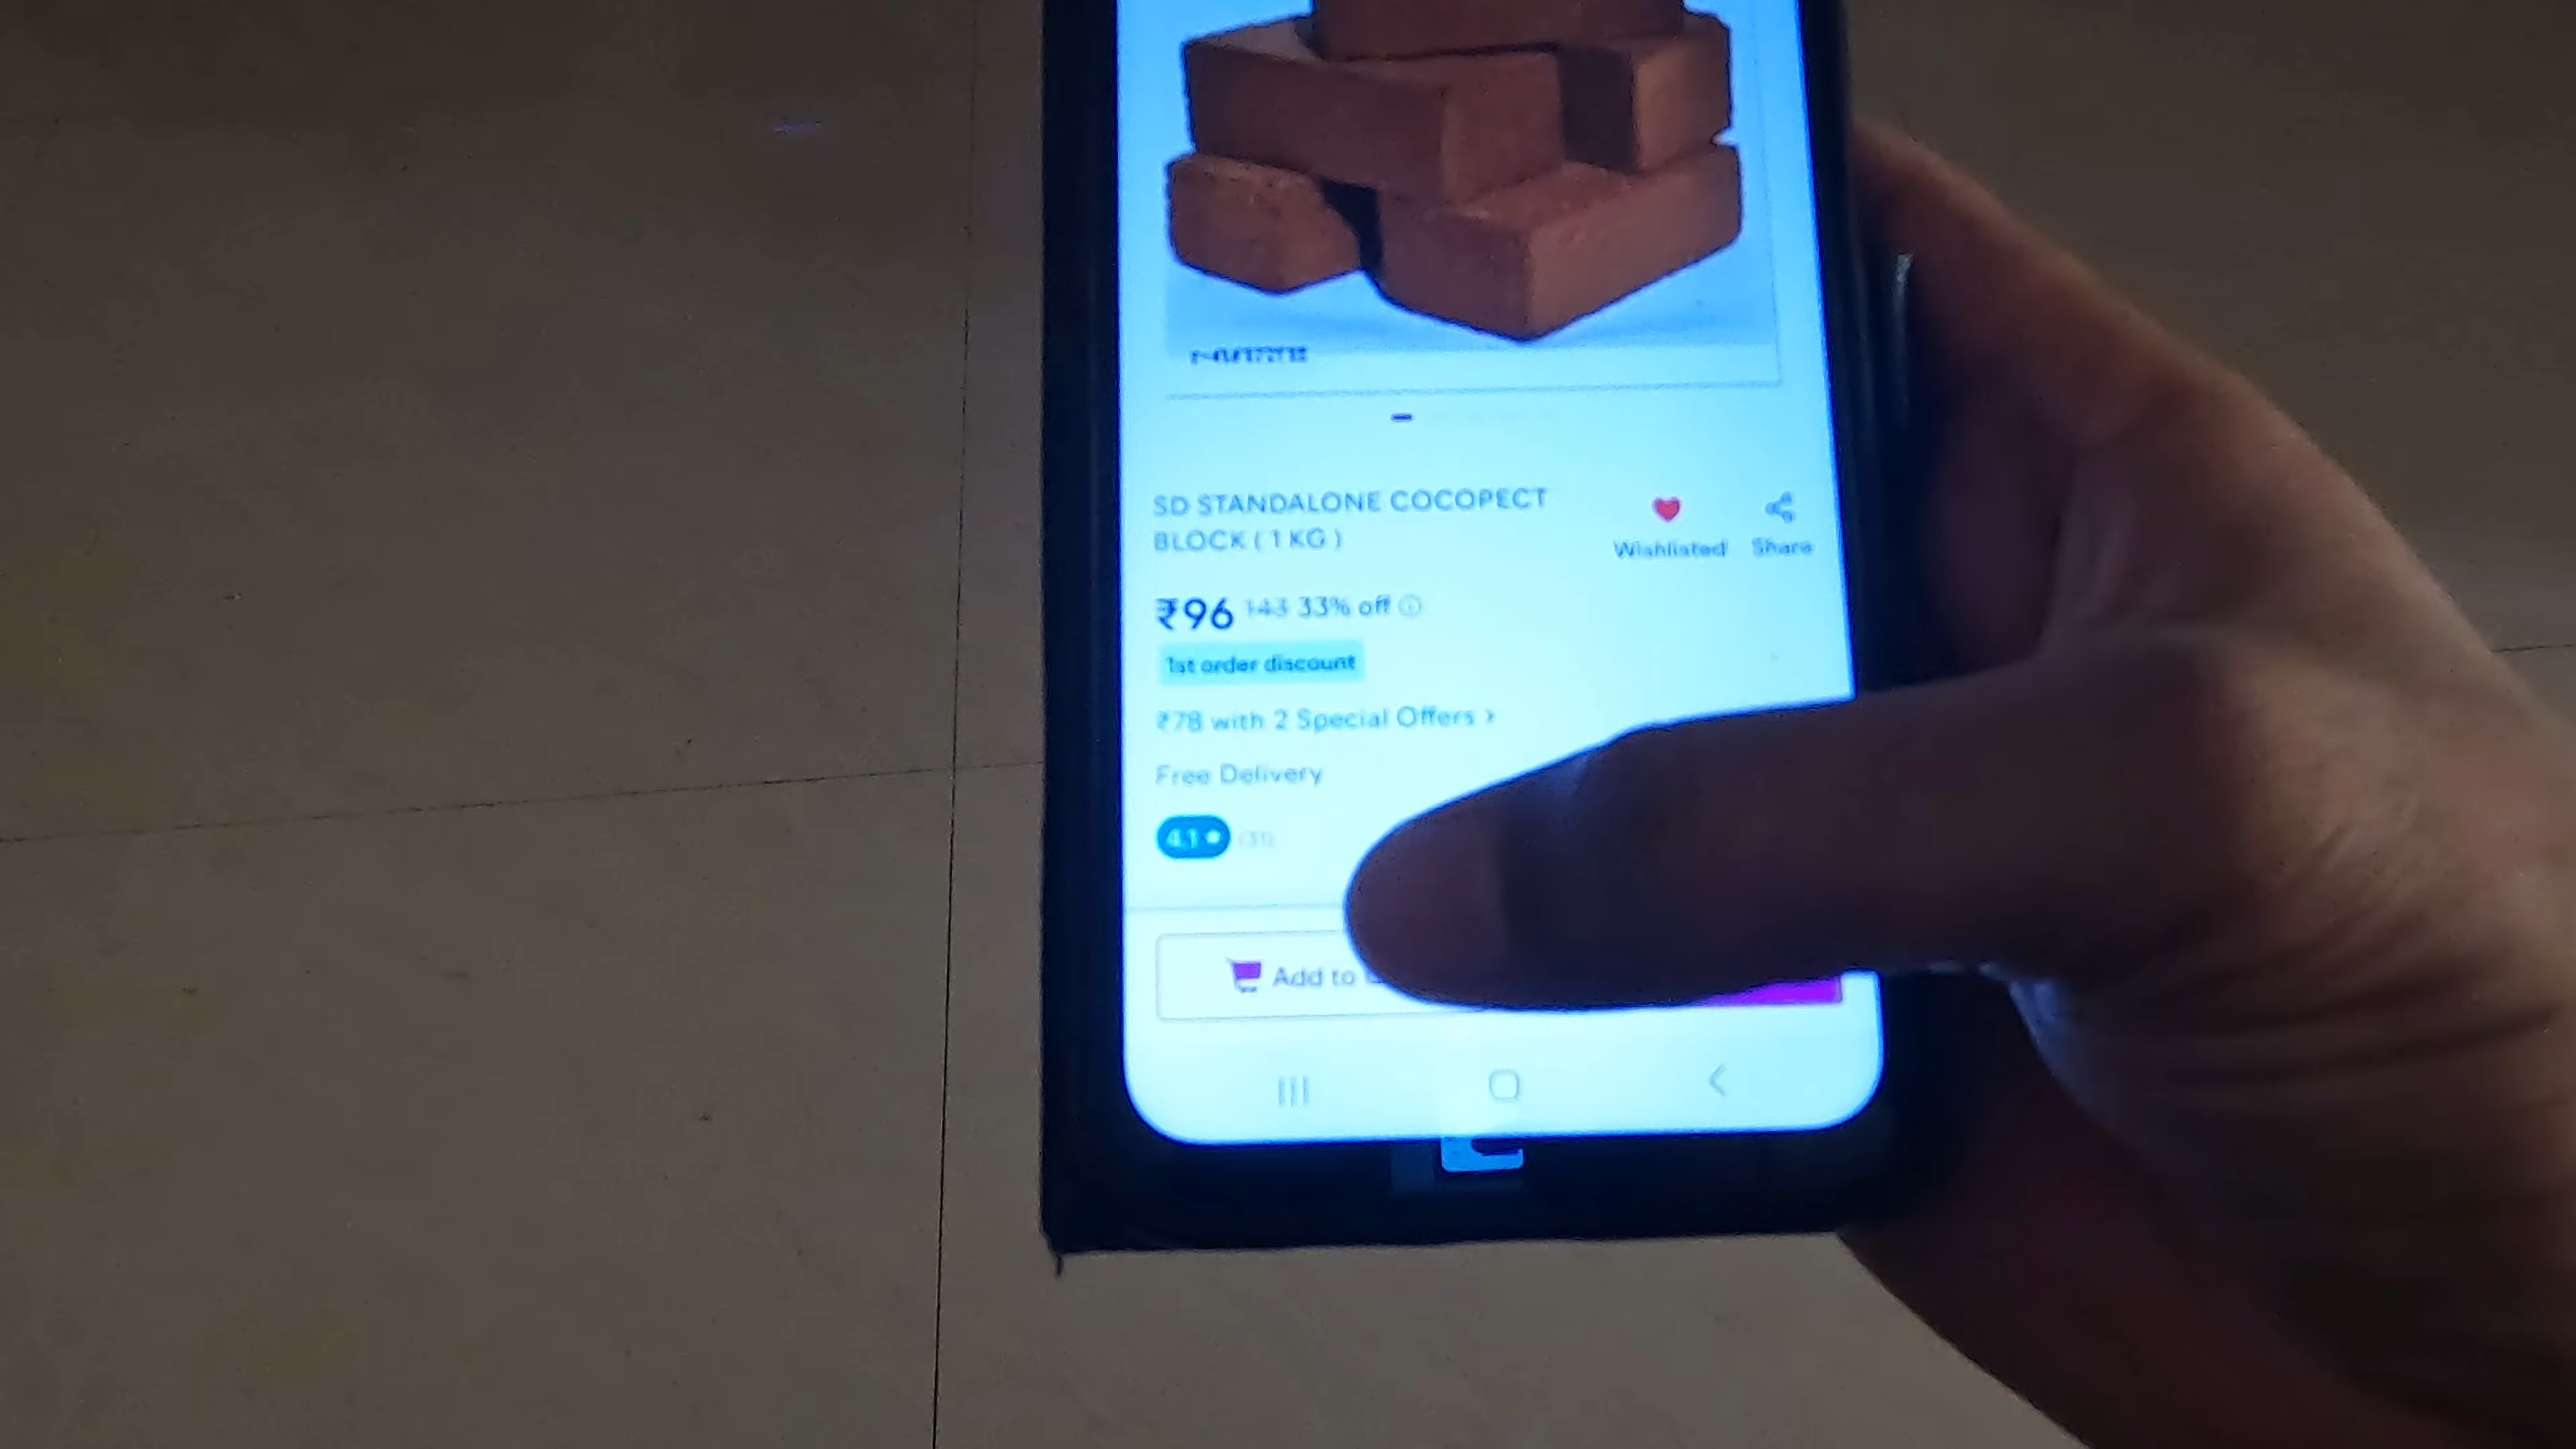 SD STANDALONE COCOPECT
BLOCK ( 1 KG )
Wishlisted
Share
₹96 143 33% off
1st order discount
₹78 with 2 Special Offers >
Free Delivery
4.1 ★ (31)
Add to